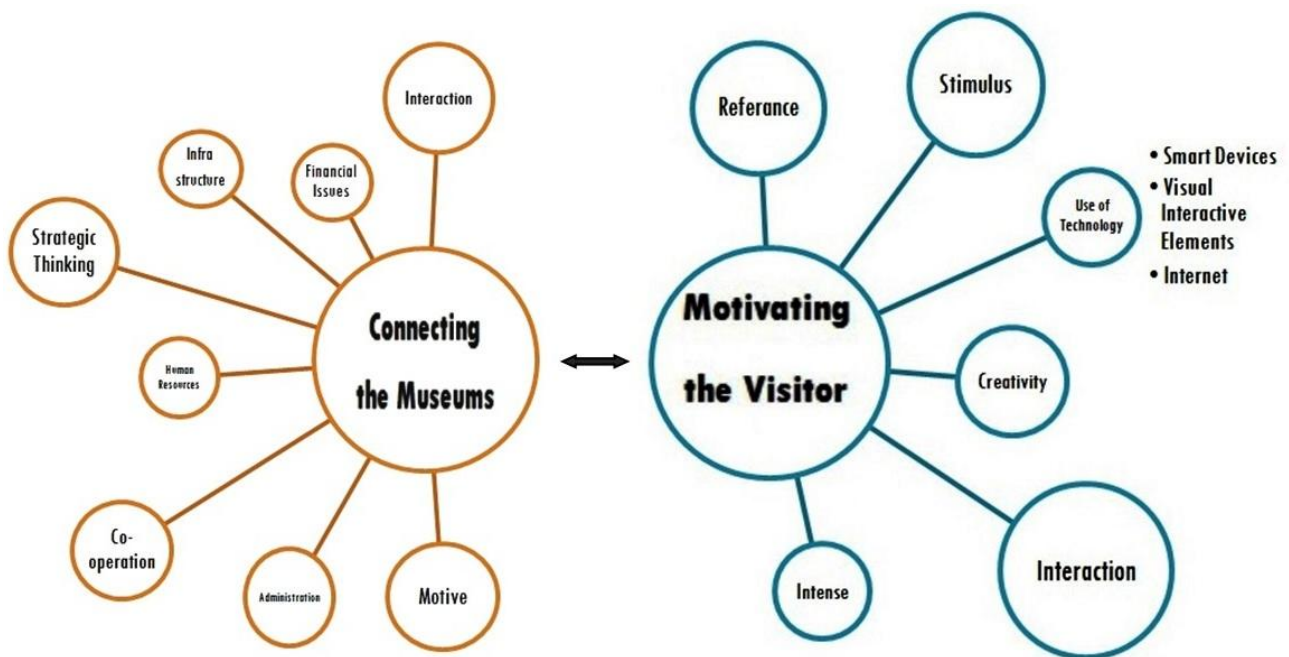 Interaction
Infra
structure
Financial
Issues
Strategic
Thinking
Human
Resources
Co-
operation
Administration
Motive
Connecting
the Museums
Motivating
the Visitor
Referance
Stimulus
Use of
Technology
• Smart Devices
• Visual
Interactive
Elements
• Internet
Creativity
Interaction
Intense